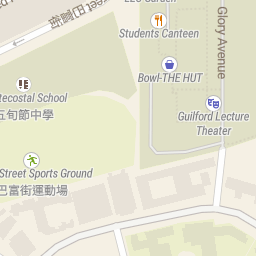 Students Canteen
Bowl-THE HUT
Glory Avenue
Guilford Lecture
Theater
tecostal School
五旬節中學
Street Sports Ground
巴富街運動場